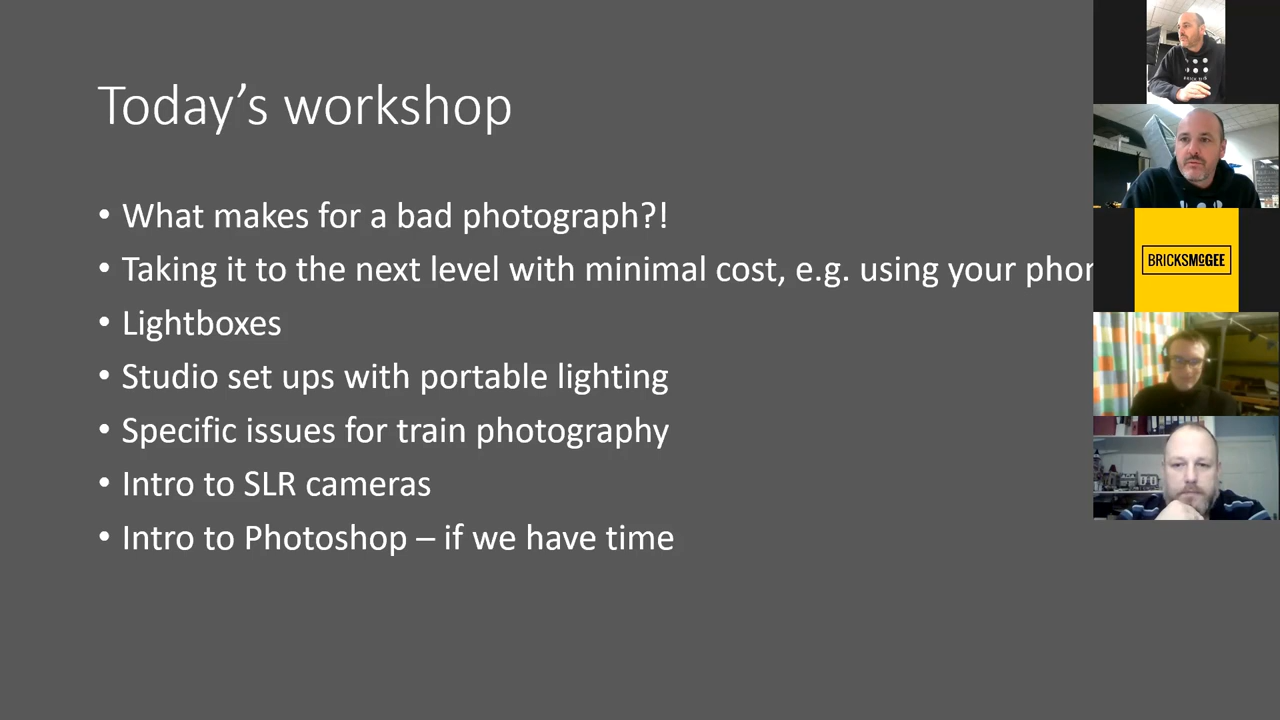 Today’s workshop
• What makes for a bad photograph?!
• Taking it to the next level with minimal cost, e.g. using your phon
• Lightboxes
• Studio set ups with portable lighting
• Specific issues for train photography
• Intro to SLR cameras
• Intro to Photoshop – if we have time
BRICKSMCGEE